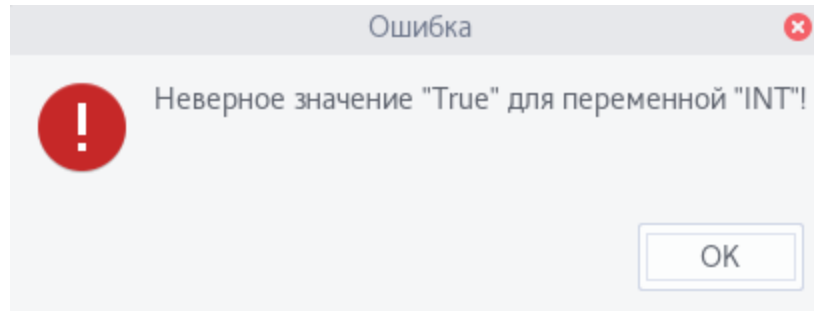 Ошибка
Неверное значение "True" для переменной "INT"!
OK